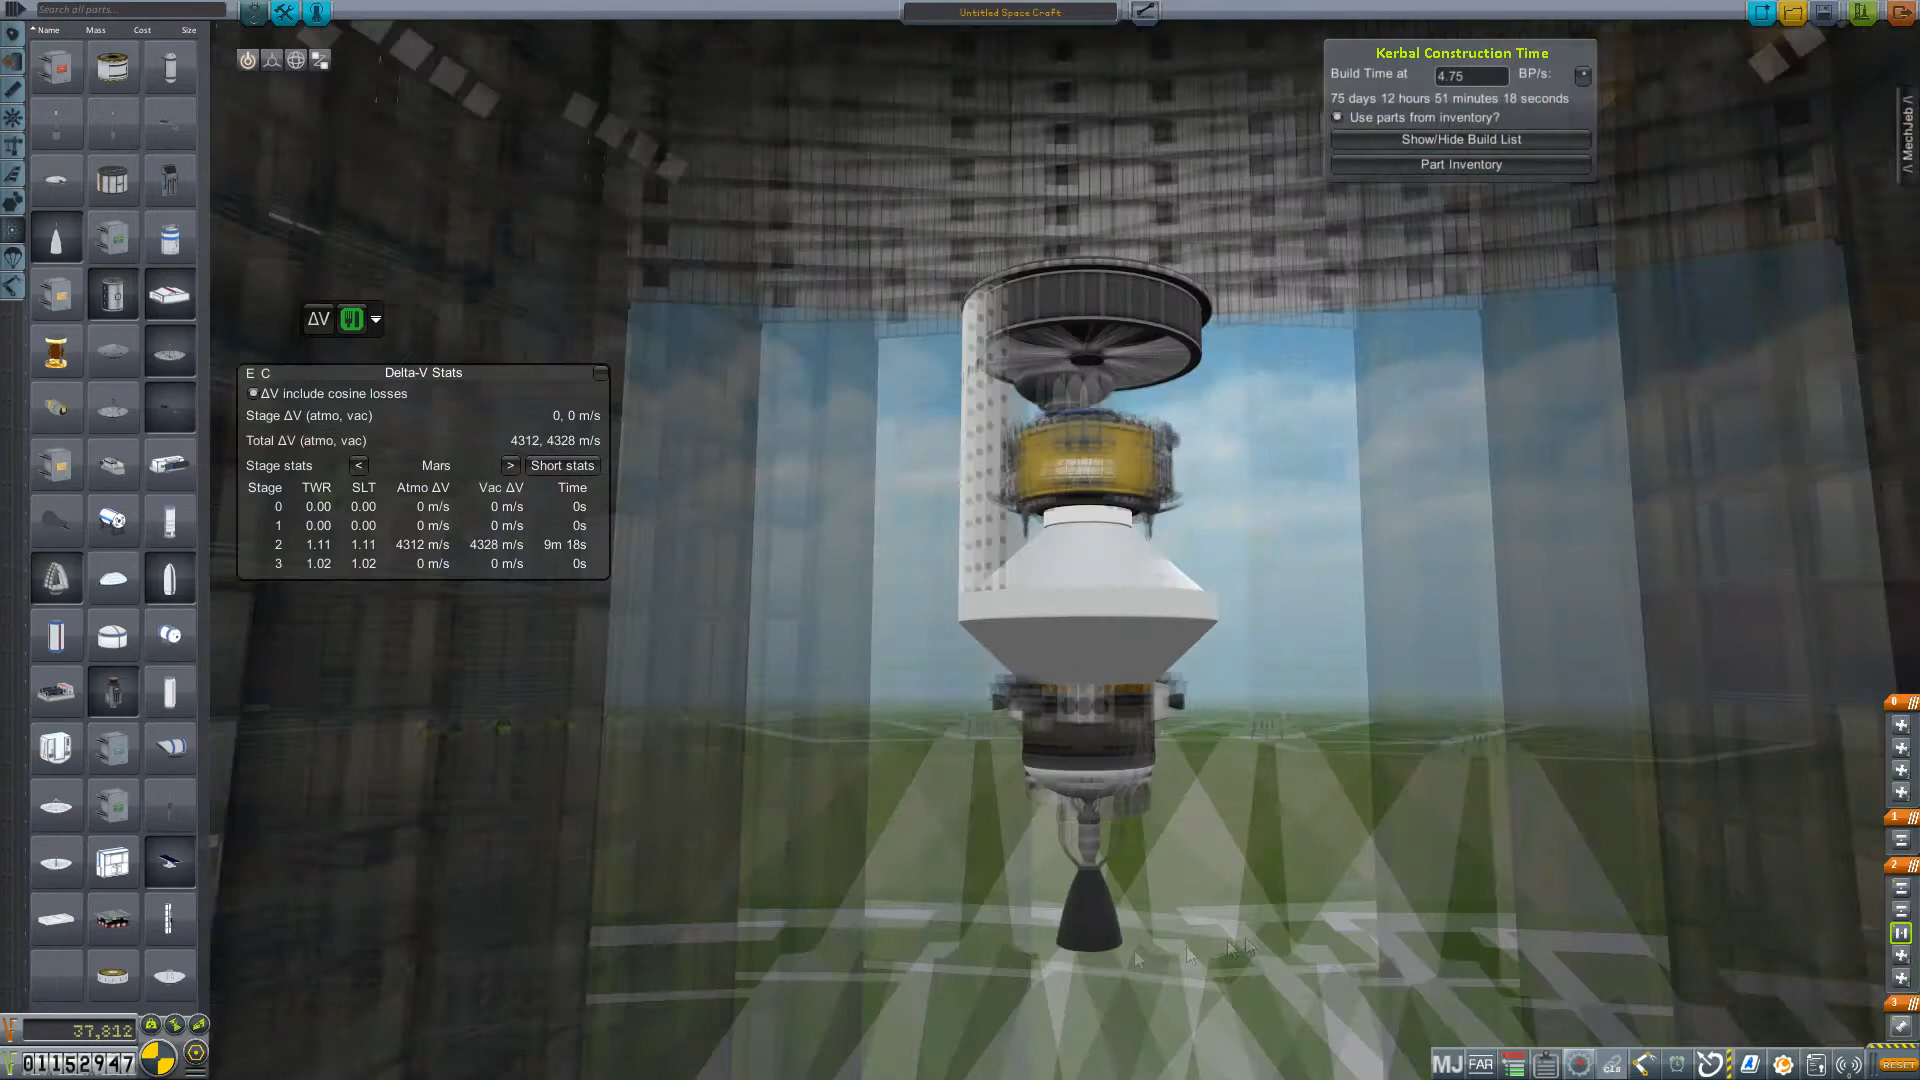 Search all parts...
Untitled Space Craft
Name Mass Cost Size
Kerbal Construction Time
Build Time at 4.75 BP/s: *
75 days 12 hours 51 minutes 18 seconds
Use parts from inventory?
Show/Hide Build List
Part Inventory
/\ MechJeb /\
ΔV
E C Delta-V Stats
ΔV include cosine losses
Stage ΔV (atmo, vac) 0, 0 m/s
Total ΔV (atmo, vac) 4312, 4328 m/s
Stage stats < Mars > Short stats
Stage TWR SLT Atmo ΔV Vac ΔV Time
0 0.00 0.00 0 m/s 0 m/s 0s
1 0.00 0.00 0 m/s 0 m/s 0s
2 1.11 1.11 4312 m/s 4328 m/s 9m 18s
3 1.02 1.02 0 m/s 0 m/s 0s
0
1
2
3
37,812
01152947
MJ FAR cls RESET